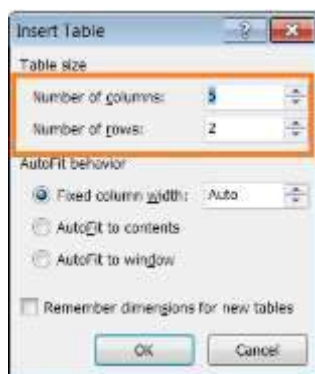 Insert Table
Table size
Number of columns: 5
Number of rows: 2
AutoFit behavior
Fixed column width: Auto
AutoFit to contents
AutoFit to window
Remember dimensions for new tables
OK Cancel